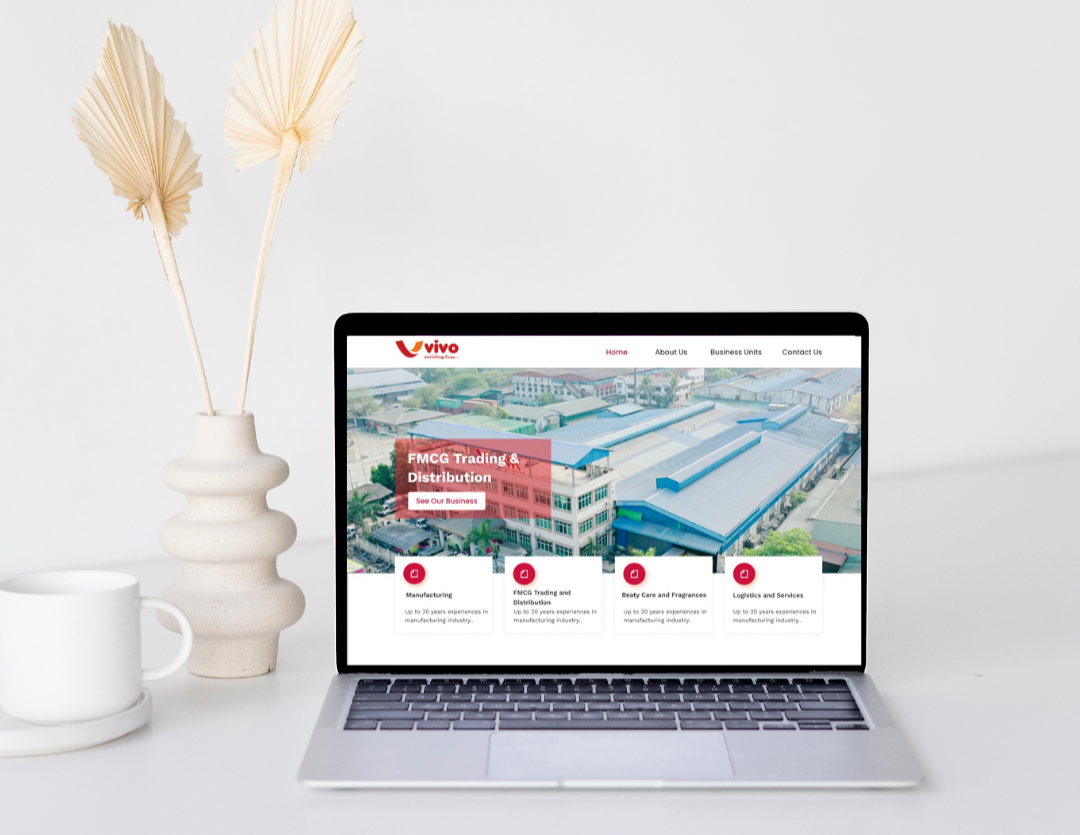 vivo
enriching lives...
Home
About Us
Business Units
Contact Us
FMCG Trading &
Distribution
See Our Business
Manufacturing
Up to 20 years experiences in
manufacturing industry..
FMCG Trading and
Distribution
Up to 20 years experiences in
manufacturing industry..
Beaty Care and Fragrances
Up to 20 years experiences in
manufacturing industry..
Logistics and Services
Up to 20 years experiences in
manufacturing industry..